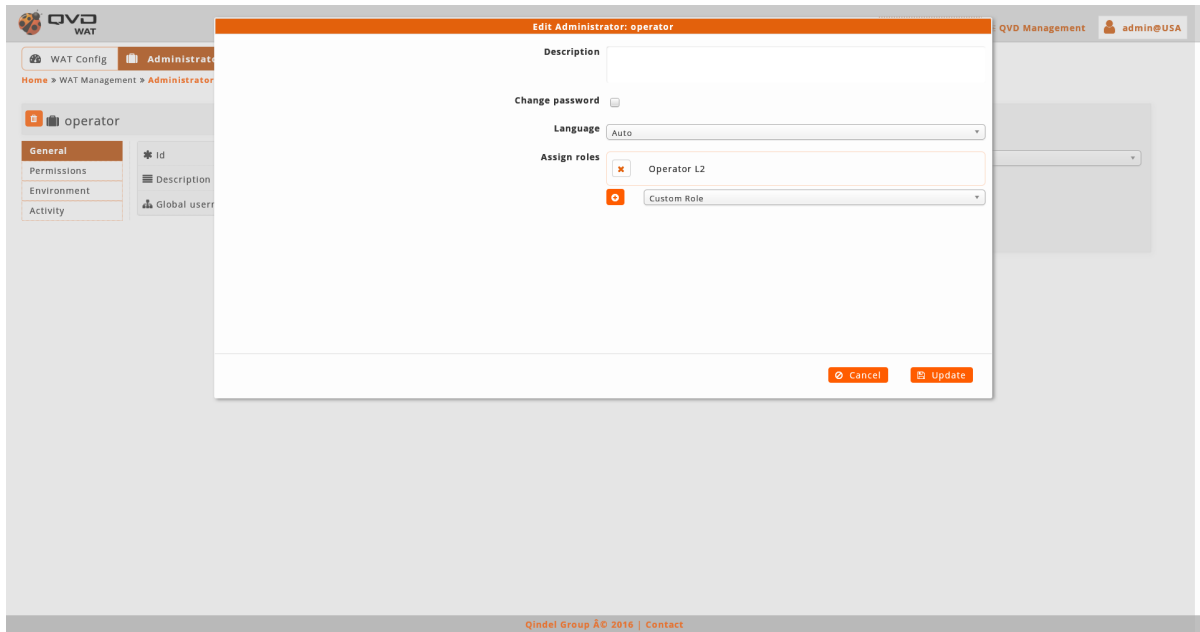 QVD
WAT
Edit Administrator: operator
QVD Management
admin@USA
WAT Config
Administrato
Home » WAT Management » Administrator
Description
Change password
Language
Auto
Assign roles
Operator L2
Custom Role
operator
General
Permissions
Environment
Activity
Id
Description
Global usern
Cancel
Update
Qindel Group Â© 2016 | Contact